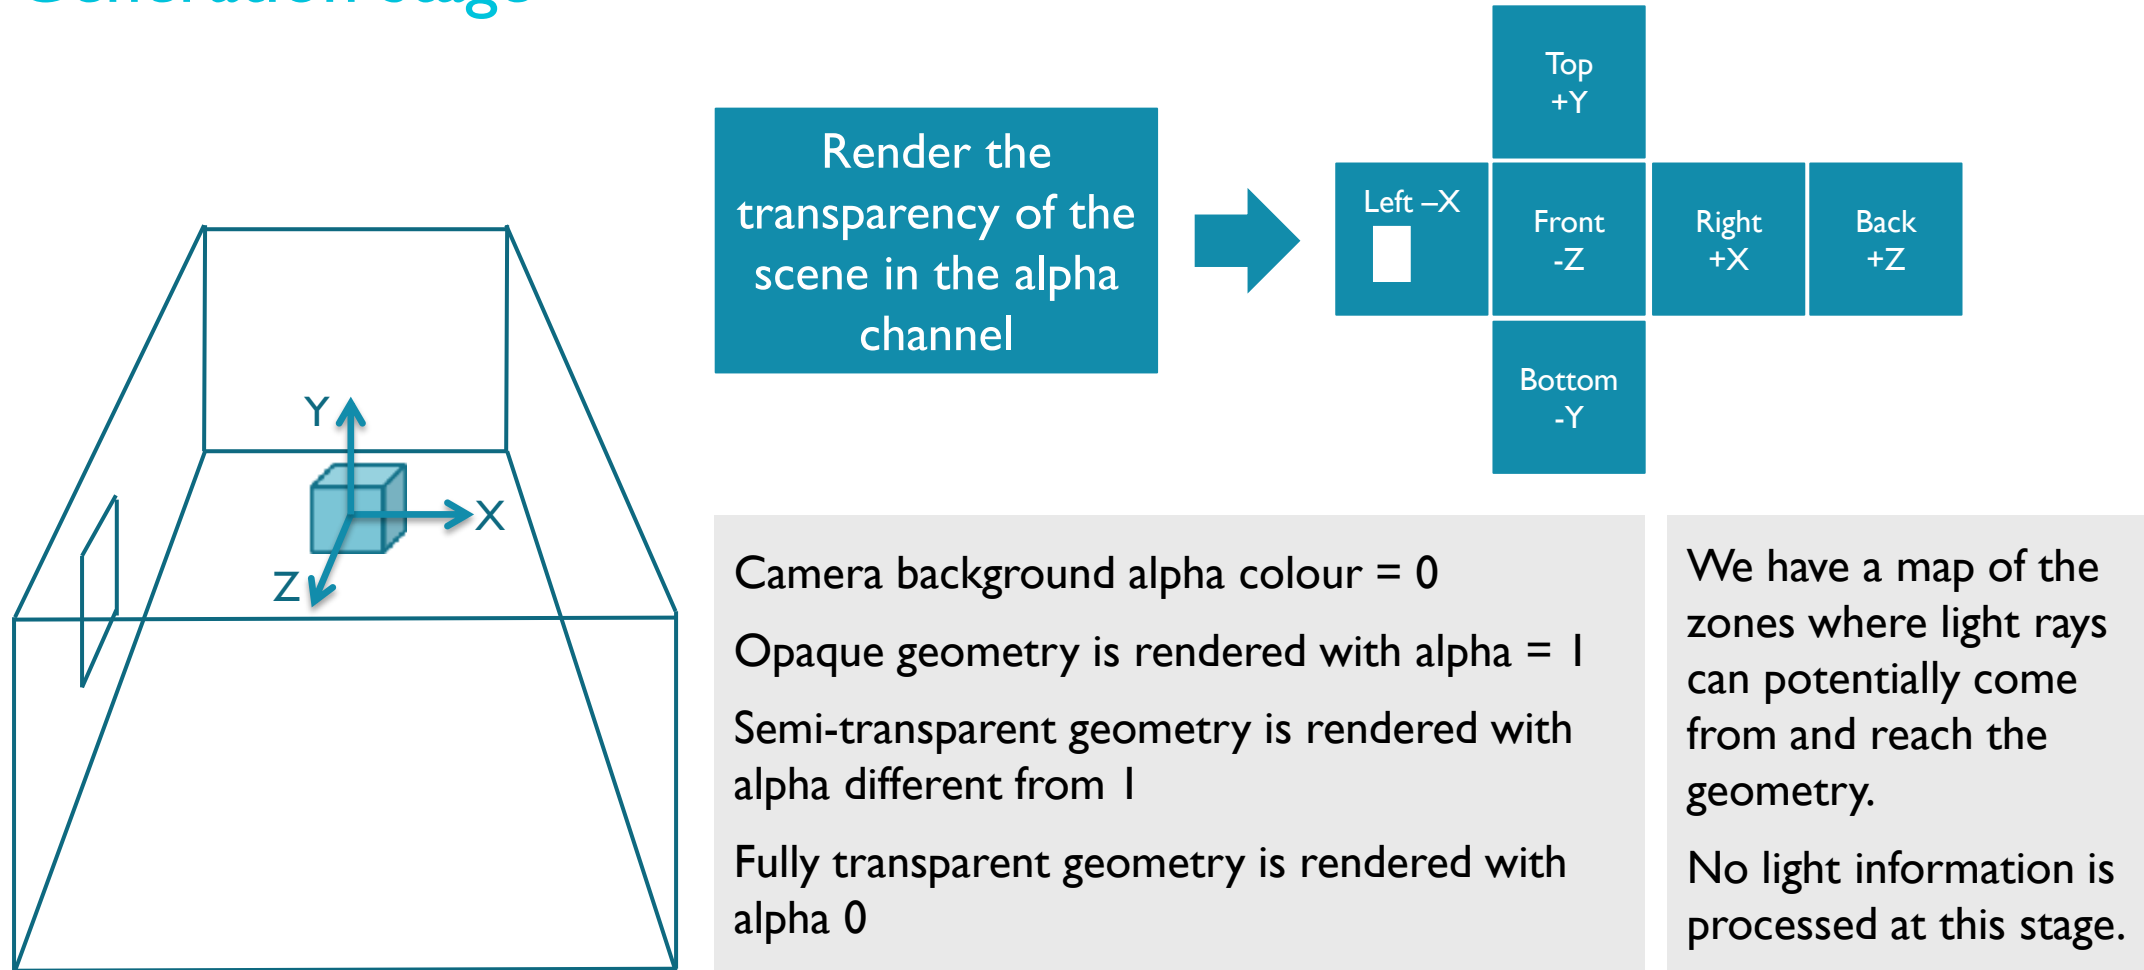 Generation stage
Render the
transparency of the
scene in the alpha
channel
Top
+Y
Left –X
Front
-Z
Right
+X
Back
+Z
Bottom
-Y
Y
X
Z
Camera background alpha colour = 0
Opaque geometry is rendered with alpha = 1
Semi-transparent geometry is rendered with
alpha different from 1
Fully transparent geometry is rendered with
alpha 0
We have a map of the
zones where light rays
can potentially come
from and reach the
geometry.
No light information is
processed at this stage.